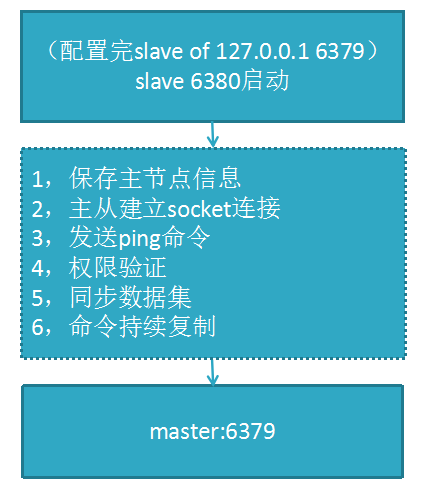 （配置完slave of 127.0.0.1 6379）
slave 6380启动
1，保存主节点信息
2，主从建立socket连接
3，发送ping命令
4，权限验证
5，同步数据集
6，命令持续复制
master:6379